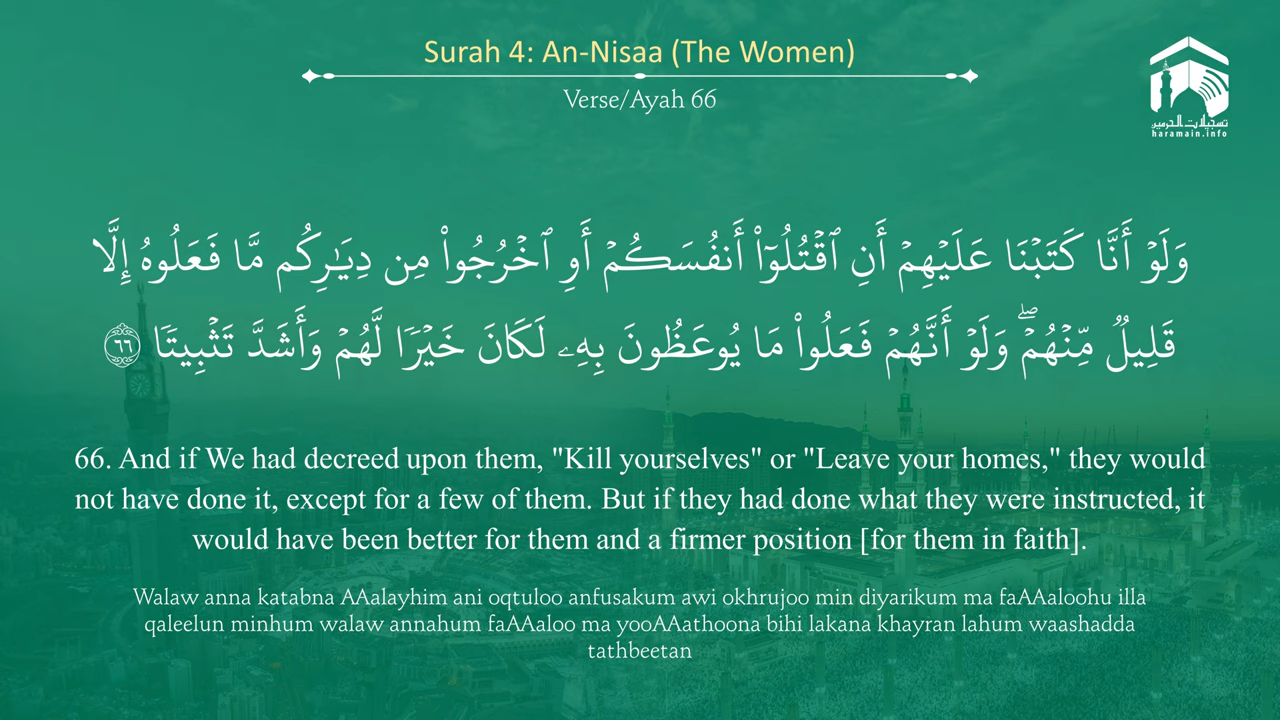 Surah 4: An-Nisaa (The Women)
Verse/Ayah 66
تسجيلات الحرمين
haramain.info
وَلَوۡ أَنَّا كَتَبۡنَا عَلَيۡهِمۡ أَنِ ٱقۡتُلُوٓاْ أَنفُسَكُمۡ أَوِ ٱخۡرُجُواْ مِن دِيَٰرِكُم مَّا فَعَلُوهُ إِلَّا
قَلِيلٞ مِّنۡهُمۡۖ وَلَوۡ أَنَّهُمۡ فَعَلُواْ مَا يُوعَظُونَ بِهِۦ لَكَانَ خَيۡرٗا لَّهُمۡ وَأَشَدَّ تَثۡبِيتٗا ٦٦
66. And if We had decreed upon them, "Kill yourselves" or "Leave your homes," they would
not have done it, except for a few of them. But if they had done what they were instructed, it
would have been better for them and a firmer position [for them in faith].
Walaw anna katabna AAalayhim ani oqtuloo anfusakum awi okhrujoo min diyarikum ma faAAaloohu illa
qaleelun minhum walaw annahum faAAaloo ma yooAAathoona bihi lakana khayran lahum waashadda
tathbeetan